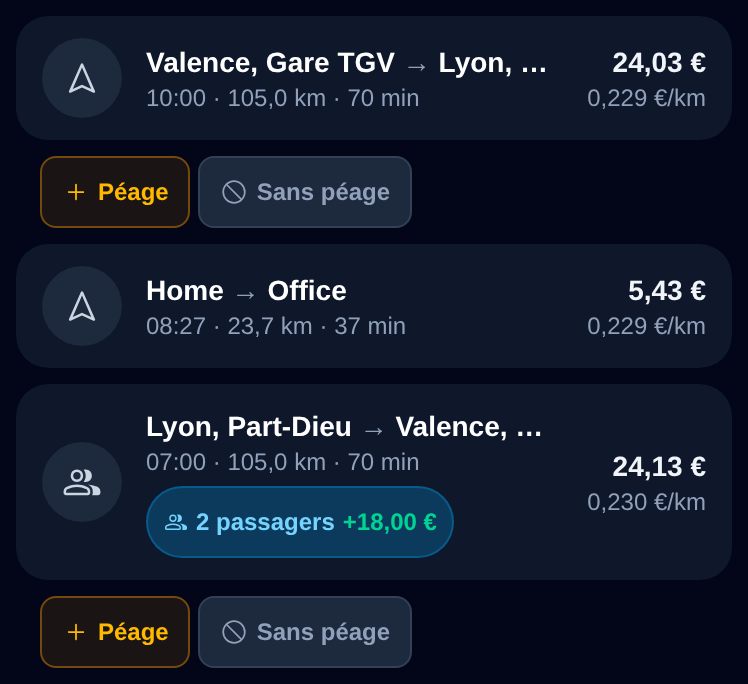 Valence, Gare TGV → Lyon, ... 24,03 €
10:00 · 105,0 km · 70 min 0,229 €/km
+ Péage Sans péage
Home → Office 5,43 €
08:27 · 23,7 km · 37 min 0,229 €/km
Lyon, Part-Dieu → Valence, ...
07:00 · 105,0 km · 70 min
24,13 €
0,230 €/km
2 passagers +18,00 €
+ Péage Sans péage